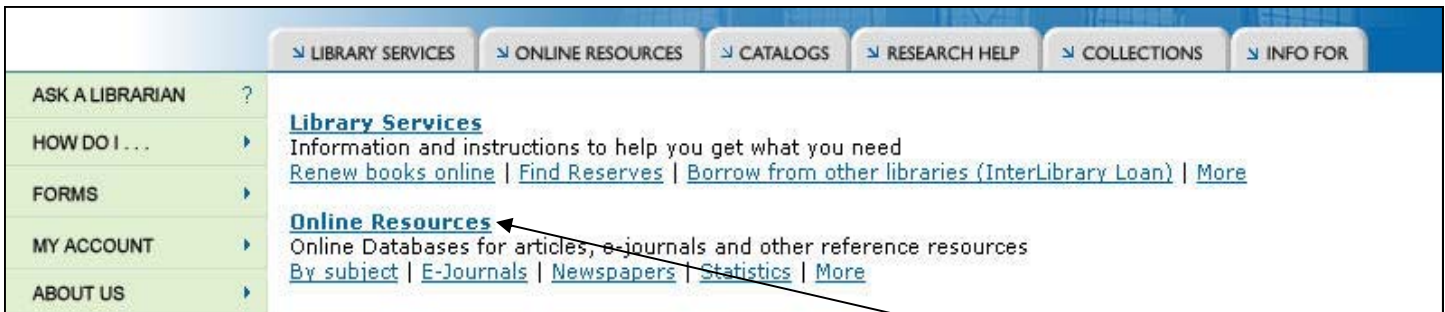 LIBRARY SERVICES ONLINE RESOURCES CATALOGS RESEARCH HELP COLLECTIONS INFO FOR
ASK A LIBRARIAN ?
HOW DO I . . .
FORMS
MY ACCOUNT
ABOUT US
Library Services
Information and instructions to help you get what you need
Renew books online | Find Reserves | Borrow from other libraries (InterLibrary Loan) | More
Online Resources
Online Databases for articles, e-journals and other reference resources
By subject | E-Journals | Newspapers | Statistics | More